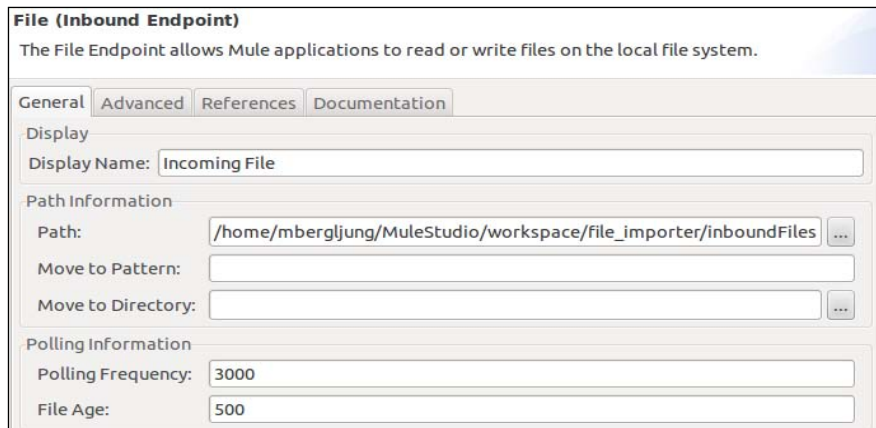 File (Inbound Endpoint)
The File Endpoint allows Mule applications to read or write files on the local file system.
General Advanced References Documentation
Display
Display Name: Incoming File
Path Information
Path: /home/mbergljung/MuleStudio/workspace/file_importer/inboundFiles ...
Move to Pattern:
Move to Directory: ...
Polling Information
Polling Frequency: 3000
File Age: 500